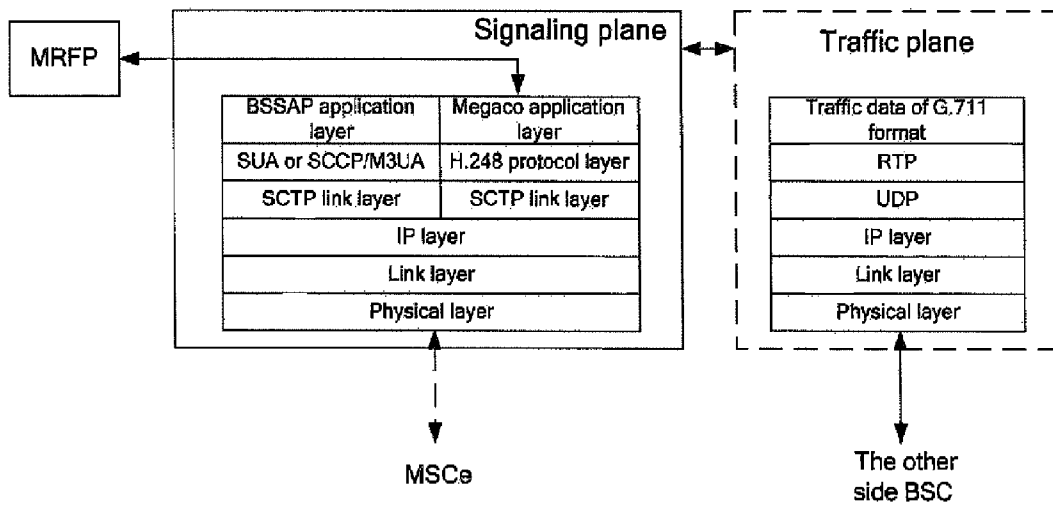 Signaling plane
Traffic plane
MRFP
BSSAP application
layer
Megaco application
layer
SUA or SCCP/M3UA
H.248 protocol layer
SCTP link layer
SCTP link layer
IP layer
Link layer
Physical layer
Traffic data of G.711
format
RTP
UDP
IP layer
Link layer
Physical layer
MSCe
The other
side BSC